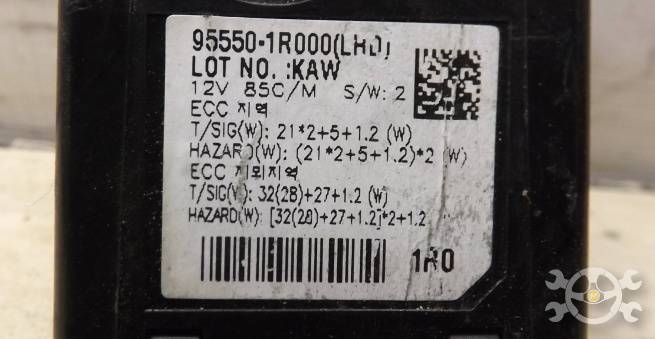 95550-1R000(LHD)
LOT NO. :KAW
12V 85C/M S/W: 2
ECC 지역
T/SIG(W): 21*2+5+1.2 (W)
HAZARD(W): (21*2+5+1.2)*2 (W)
ECC 지외지역
T/SIG(W): 32(28)+27+1.2 (W)
HAZARD(W): [32(28)+27+1.2]*2+1.2
1R0